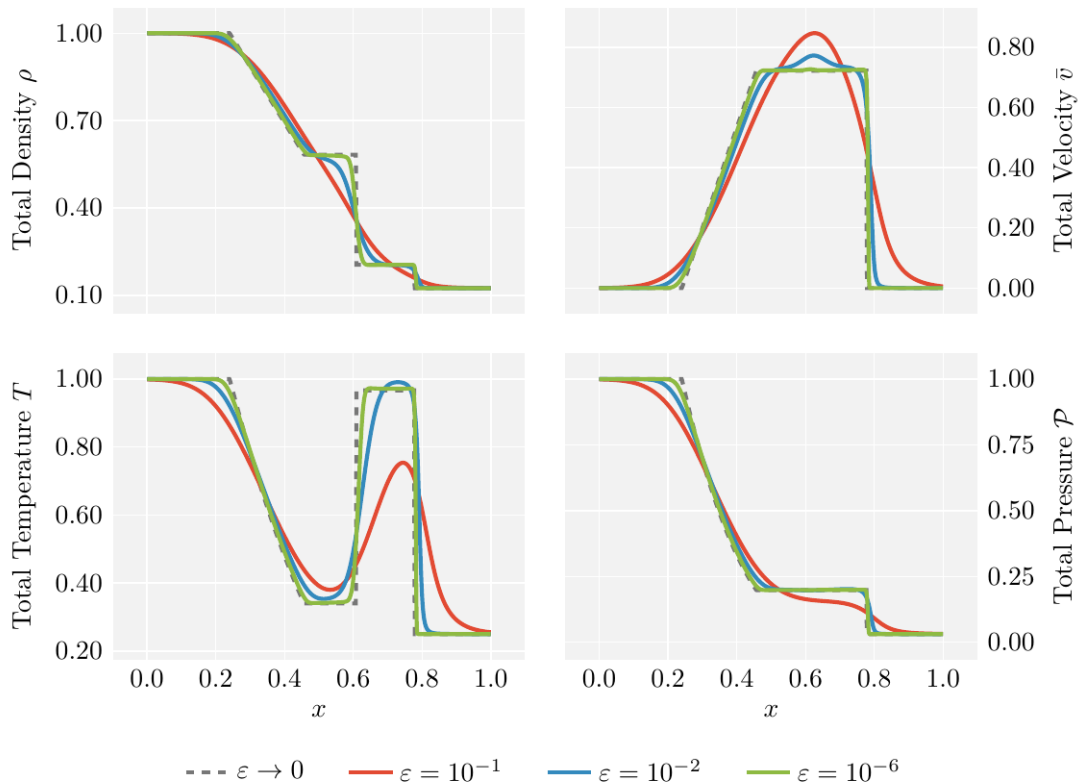 Total Density ρ
1.00
0.70
0.40
0.10
0.80
0.60
0.40
0.20
0.00
Total Velocity v̄
Total Temperature T
1.00
0.80
0.60
0.40
0.20
1.00
0.75
0.50
0.25
0.00
Total Pressure 𝒫
0.0 0.2 0.4 0.6 0.8 1.0
x
0.0 0.2 0.4 0.6 0.8 1.0
x
ε → 0 ε = 10⁻¹ ε = 10⁻² ε = 10⁻⁶